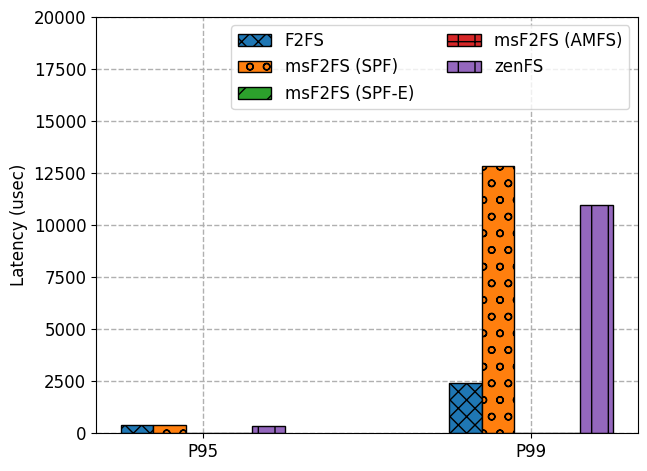 20000
17500
15000
12500
10000
7500
5000
2500
0
Latency (usec)
F2FS
msF2FS (SPF)
msF2FS (SPF-E)
msF2FS (AMFS)
zenFS
P95
P99